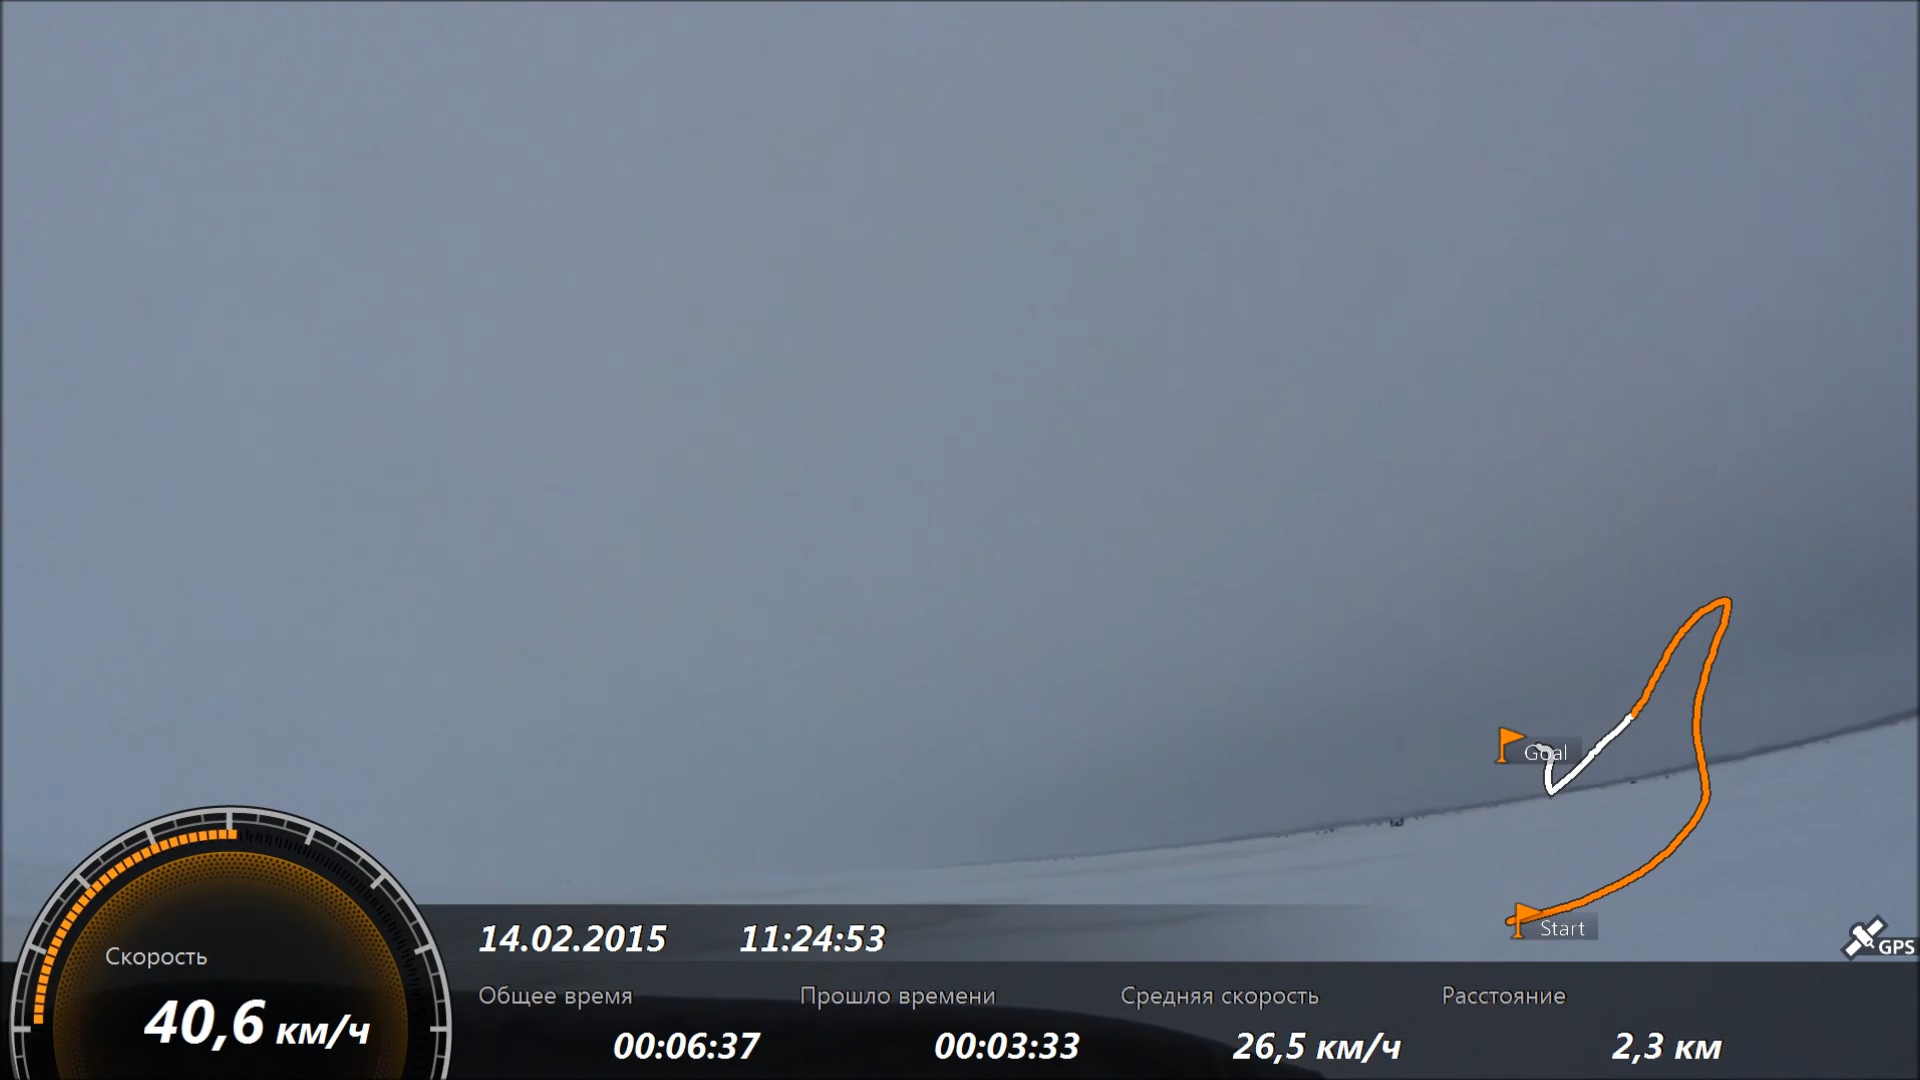 Goal
Start
GPS
14.02.2015 11:24:53
Скорость
40,6 км/ч
Общее время Прошло времени Средняя скорость Расстояние
00:06:37 00:03:33 26,5 км/ч 2,3 км